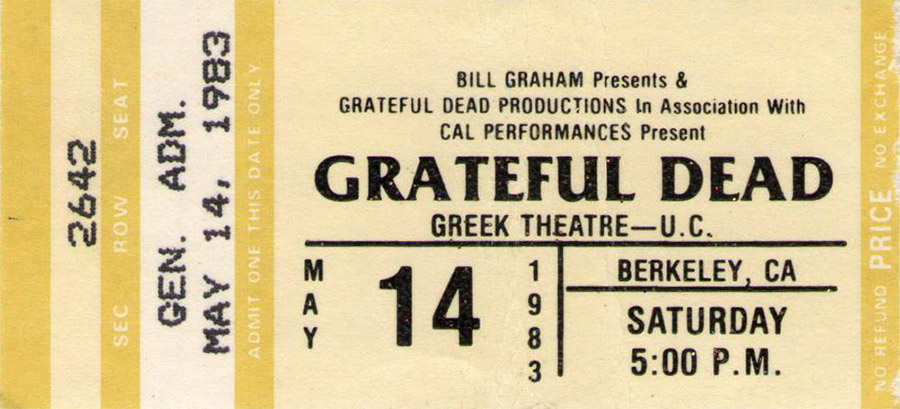 2642
SEC ROW SEAT
GEN. ADM.
MAY 14, 1983
ADMIT ONE THIS DATE ONLY
BILL GRAHAM Presents &
GRATEFUL DEAD PRODUCTIONS In Association With
CAL PERFORMANCES Present
GRATEFUL DEAD
GREEK THEATRE—U.C.
MAY
14
1983
BERKELEY, CA
SATURDAY
5:00 P.M.
NO REFUND PRICE NO EXCHANGE